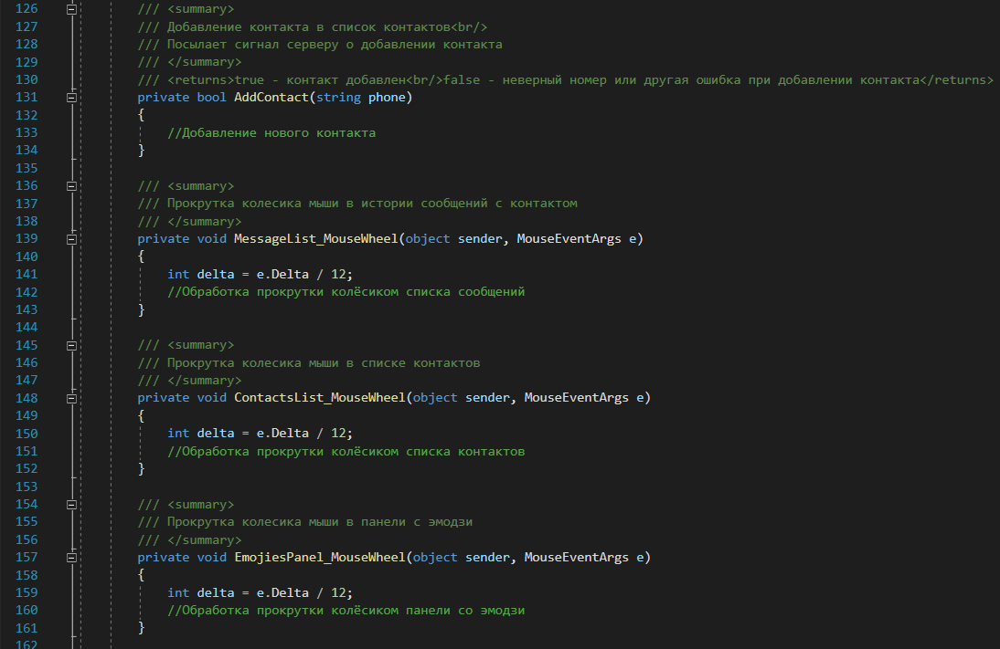 126 /// <summary>
127 /// Добавление контакта в список контактов<br/>
128 /// Посылает сигнал серверу о добавлении контакта
129 /// </summary>
130 /// <returns>true - контакт добавлен<br/>false - неверный номер или другая ошибка при добавлении контакта</returns>
131 private bool AddContact(string phone)
132 {
133 //Добавление нового контакта
134 }
135
136 /// <summary>
137 /// Прокрутка колесика мыши в истории сообщений с контактом
138 /// </summary>
139 private void MessageList_MouseWheel(object sender, MouseEventArgs e)
140 {
141 int delta = e.Delta / 12;
142 //Обработка прокрутки колёсиком списка сообщений
143 }
144
145 /// <summary>
146 /// Прокрутка колесика мыши в списке контактов
147 /// </summary>
148 private void ContactsList_MouseWheel(object sender, MouseEventArgs e)
149 {
150 int delta = e.Delta / 12;
151 //Обработка прокрутки колёсиком списка контактов
152 }
153
154 /// <summary>
155 /// Прокрутка колесика мыши в панели с эмодзи
156 /// </summary>
157 private void EmojiesPanel_MouseWheel(object sender, MouseEventArgs e)
158 {
159 int delta = e.Delta / 12;
160 //Обработка прокрутки колёсиком панели со эмодзи
161 }
162